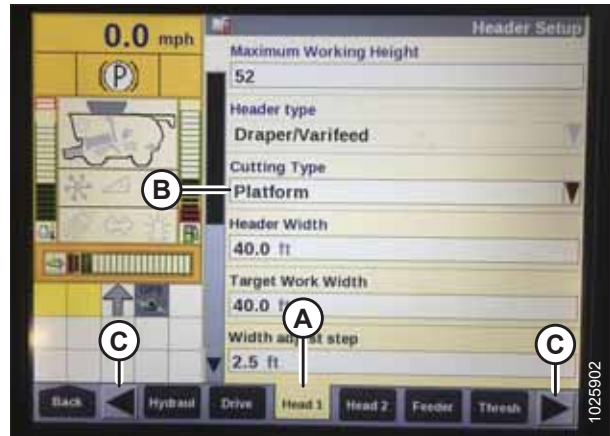 0.0 mph
Header Setup
(P)
Maximum Working Height
52
Header type
Draper/Varifeed
Cutting Type
B
Platform
Header Width
40.0 ft
Target Work Width
40.0
A
Width adjust step
C
C
2.5 ft
Back
Hydraul
Drive
Head 1
Head 2
Feeder
Thresh
1025902